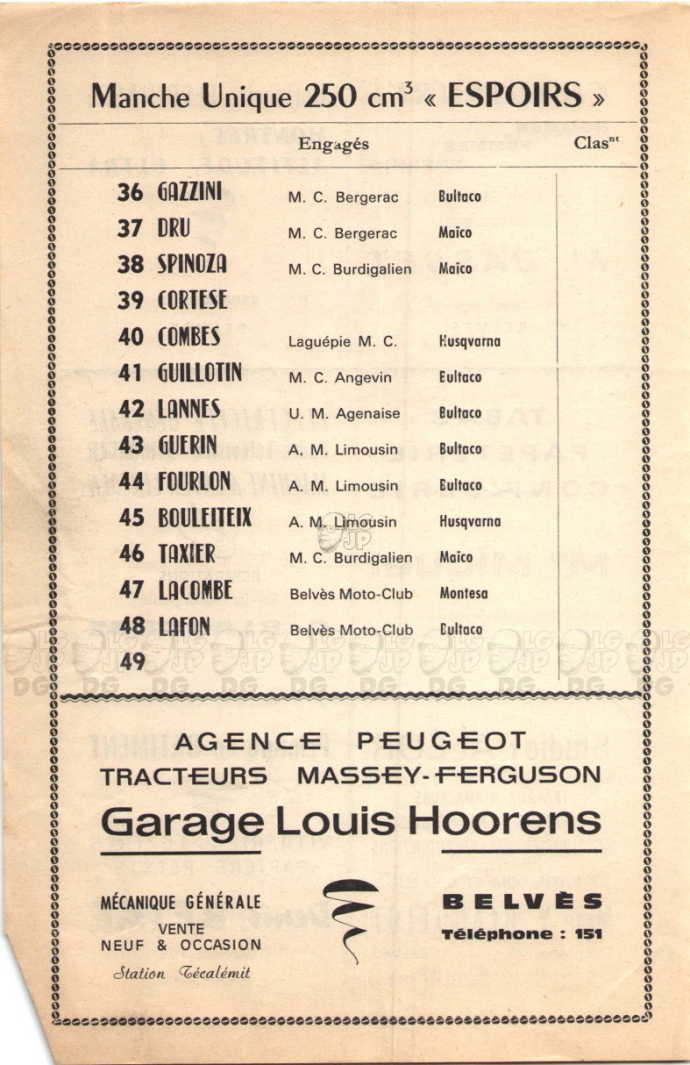 Manche Unique 250 cm³ « ESPOIRS »
Engagés Clasⁿᵗ
36 GAZZINI M. C. Bergerac Bultaco
37 DRU M. C. Bergerac Maico
38 SPINOZA M. C. Burdigalien Maico
39 CORTESE
40 COMBES Laguépie M. C. Husqvarna
41 GUILLOTIN M. C. Angevin Bultaco
42 LANNES U. M. Agenaise Bultaco
43 GUERIN A. M. Limousin Bultaco
44 FOURLON A. M. Limousin Bultaco
45 BOULEITEIX A. M. Limousin Husqvarna
46 TAXIER M. C. Burdigalien Maico
47 LACOMBE Belvès Moto-Club Montesa
48 LAFON Belvès Moto-Club Bultaco
49
LG JP DG
AGENCE PEUGEOT
TRACTEURS MASSEY-FERGUSON
Garage Louis Hoorens
MÉCANIQUE GÉNÉRALE
VENTE
NEUF & OCCASION
Station Técalémit
BELVÈS
Téléphone : 151